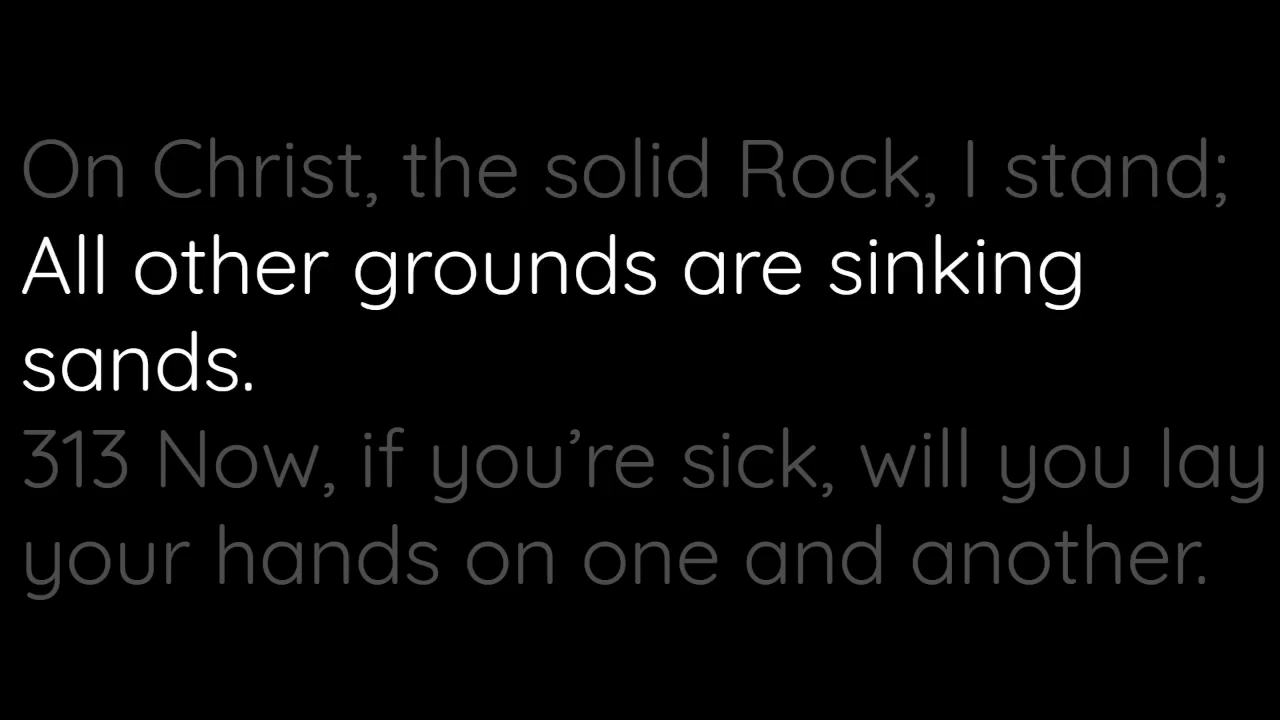 On Christ, the solid Rock, I stand;
All other grounds are sinking
sands.
313 Now, if you’re sick, will you lay
your hands on one and another.